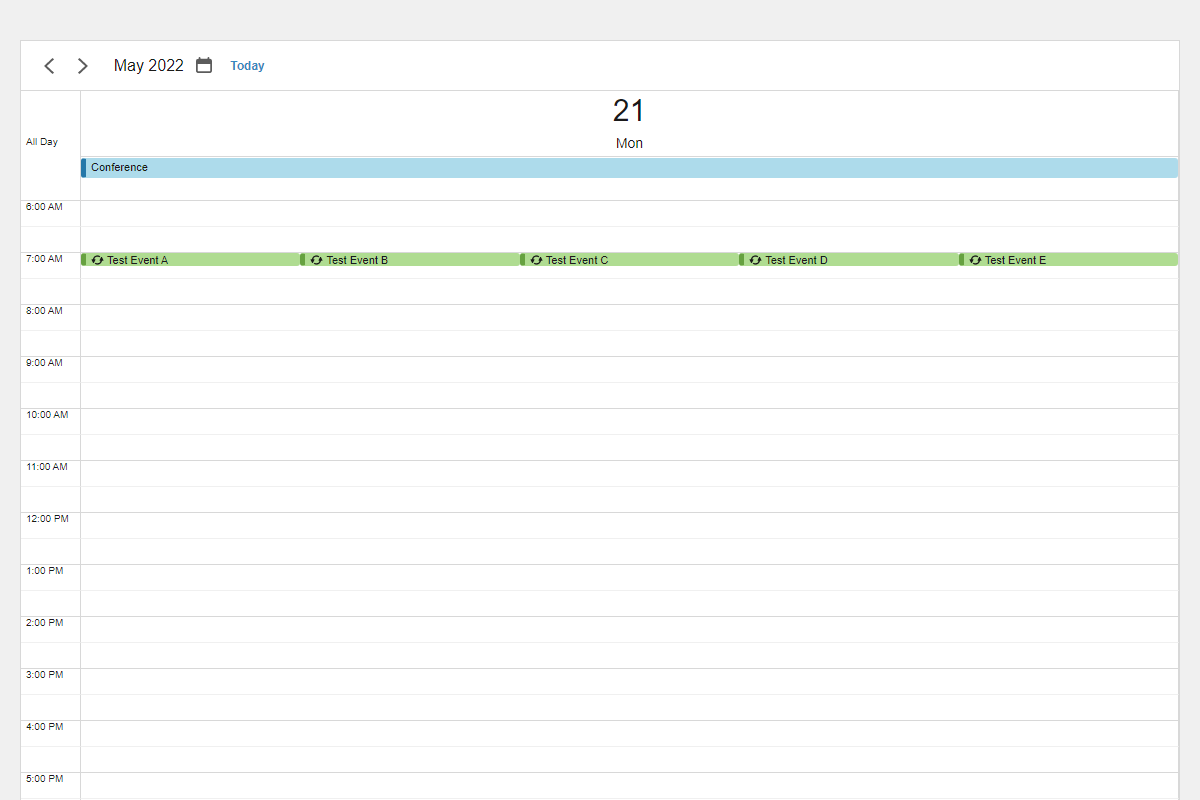 May 2022 Today
21
Mon
All Day
Conference
6:00 AM
7:00 AM Test Event A Test Event B Test Event C Test Event D Test Event E
8:00 AM
9:00 AM
10:00 AM
11:00 AM
12:00 PM
1:00 PM
2:00 PM
3:00 PM
4:00 PM
5:00 PM